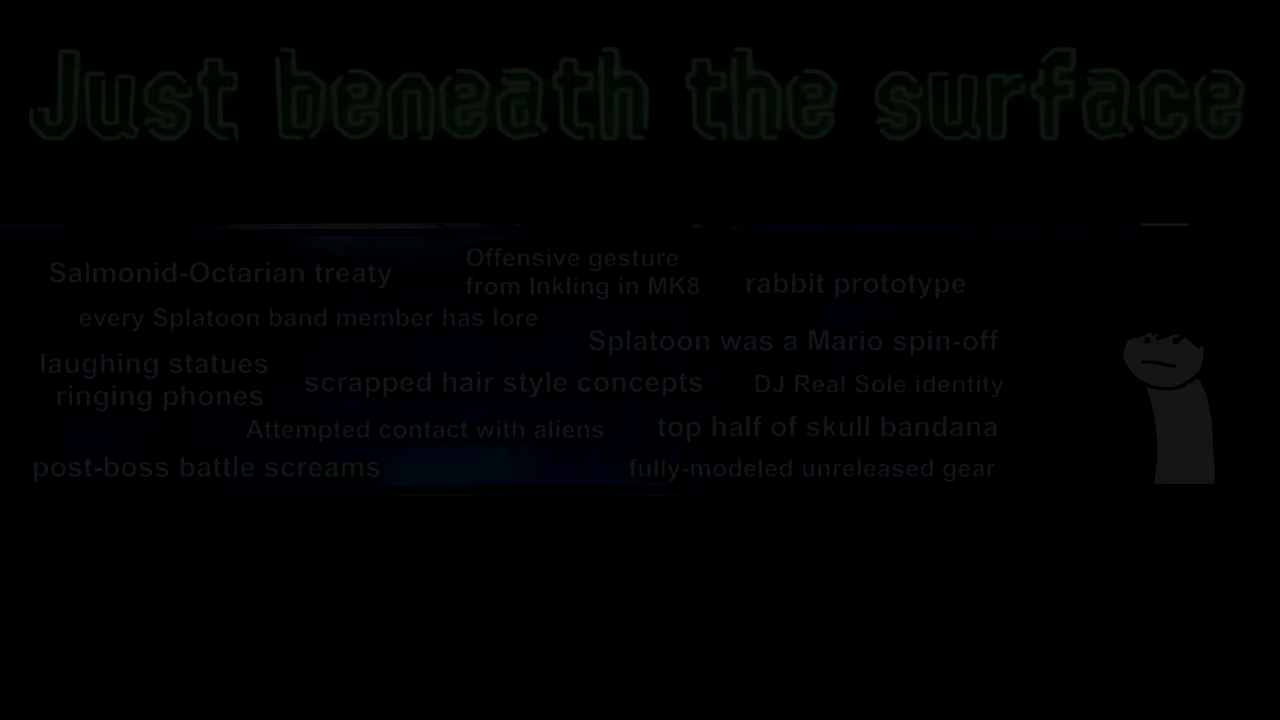 Just beneath the surface
Salmonid-Octarian treaty
Offensive gesture
from Inkling in MK8
rabbit prototype
every Splatoon band member has lore
Splatoon was a Mario spin-off
laughing statues
ringing phones
scrapped hair style concepts
DJ Real Sole identity
Attempted contact with aliens
top half of skull bandana
post-boss battle screams
fully-modeled unreleased gear